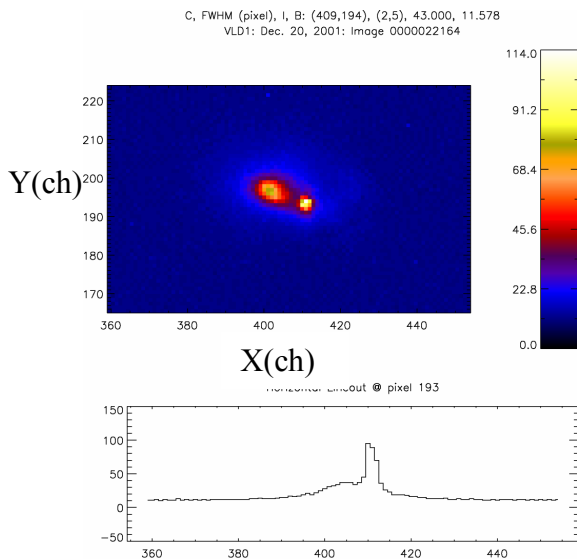 C, FWHM (pixel), I, B: (409,194), (2,5), 43.000, 11.578
VLD1: Dec. 20, 2001: Image 0000022164
114.0
91.2
68.4
45.6
22.8
0.0
Y(ch)
220
210
200
190
180
170
360 380 400 420 440
X(ch)
Horizontal Lineout @ pixel 193
150
100
50
0
-50
360 380 400 420 440